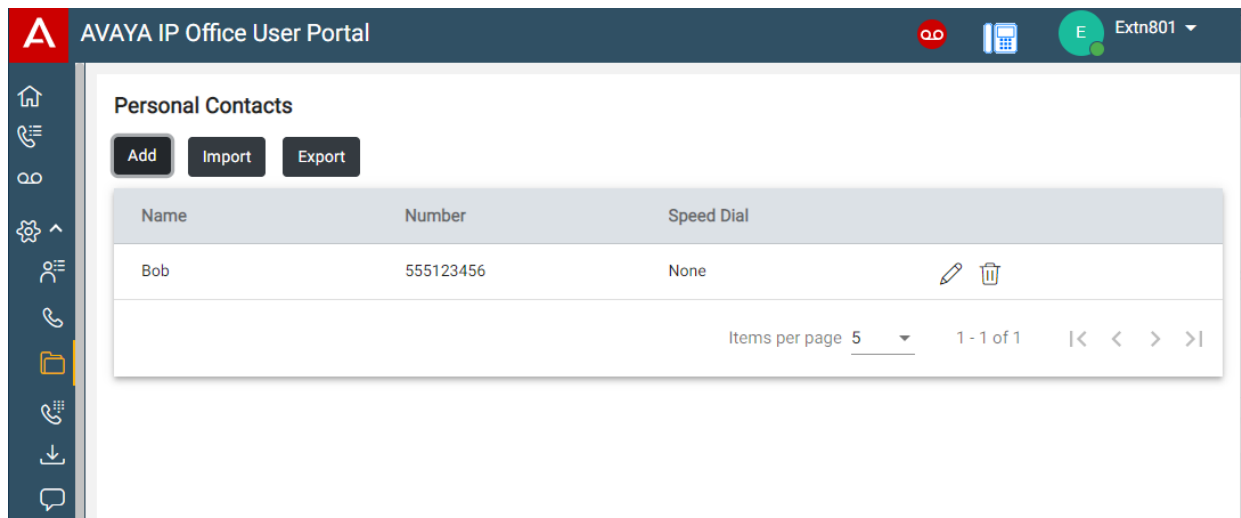 AVAYA IP Office User Portal
E
Extn801
Personal Contacts
Add Import Export
Name Number Speed Dial
Bob 555123456 None
Items per page 5 1 - 1 of 1